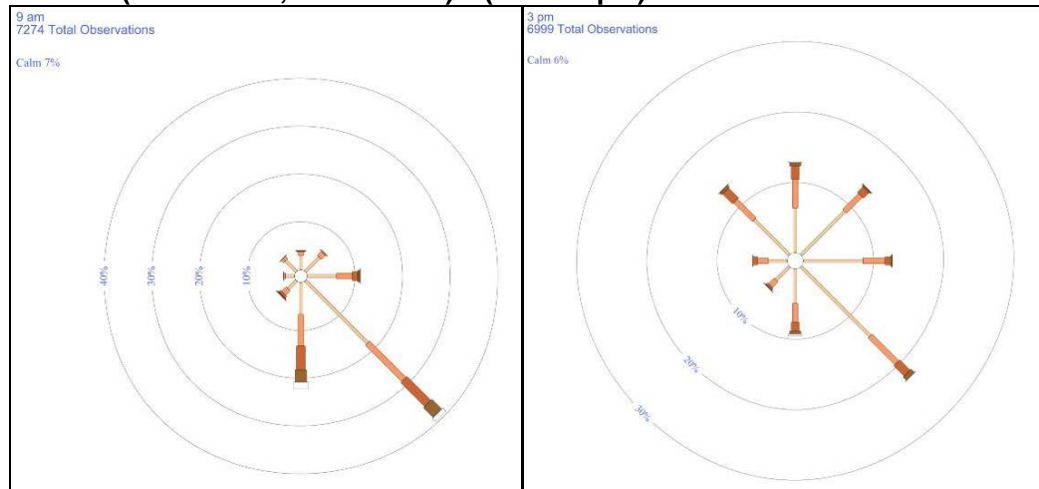 9 am
7274 Total Observations
Calm 7%
40%
30%
20%
10%
3 pm
6999 Total Observations
Calm 6%
10%
20%
30%